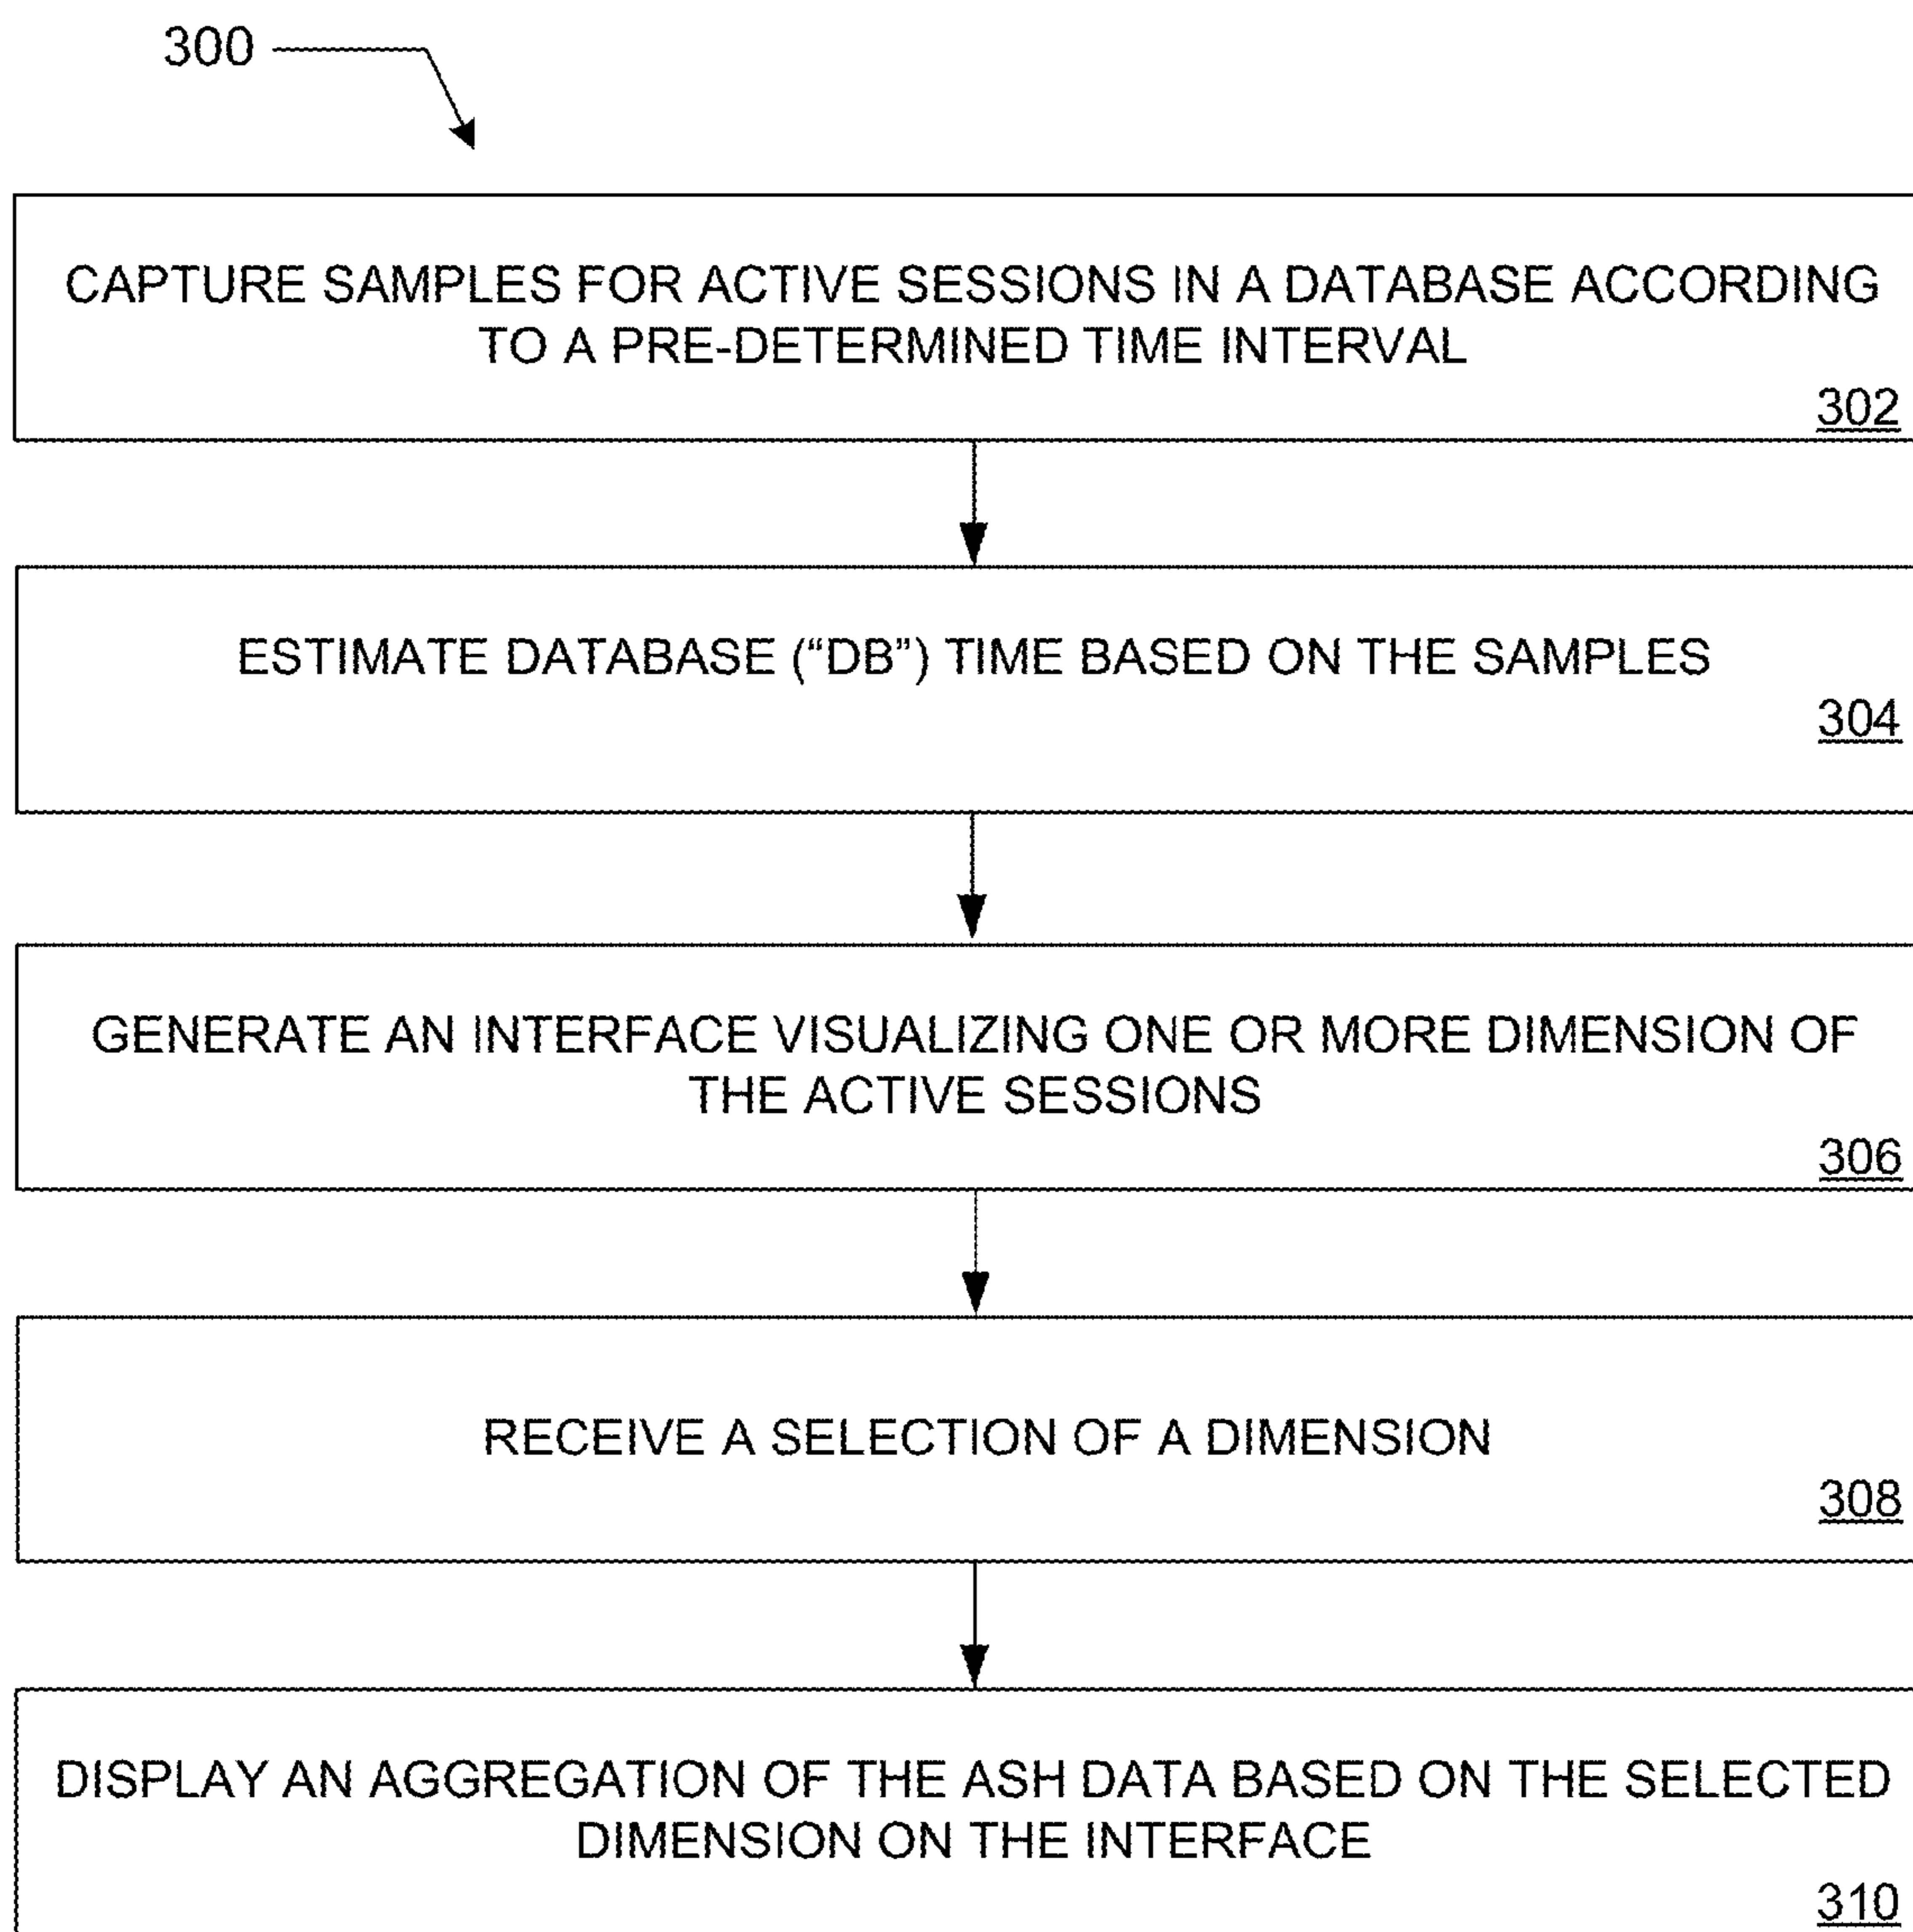 300
CAPTURE SAMPLES FOR ACTIVE SESSIONS IN A DATABASE ACCORDING
TO A PRE-DETERMINED TIME INTERVAL
302
ESTIMATE DATABASE (“DB”) TIME BASED ON THE SAMPLES
304
GENERATE AN INTERFACE VISUALIZING ONE OR MORE DIMENSION OF
THE ACTIVE SESSIONS
306
RECEIVE A SELECTION OF A DIMENSION
308
DISPLAY AN AGGREGATION OF THE ASH DATA BASED ON THE SELECTED
DIMENSION ON THE INTERFACE
310